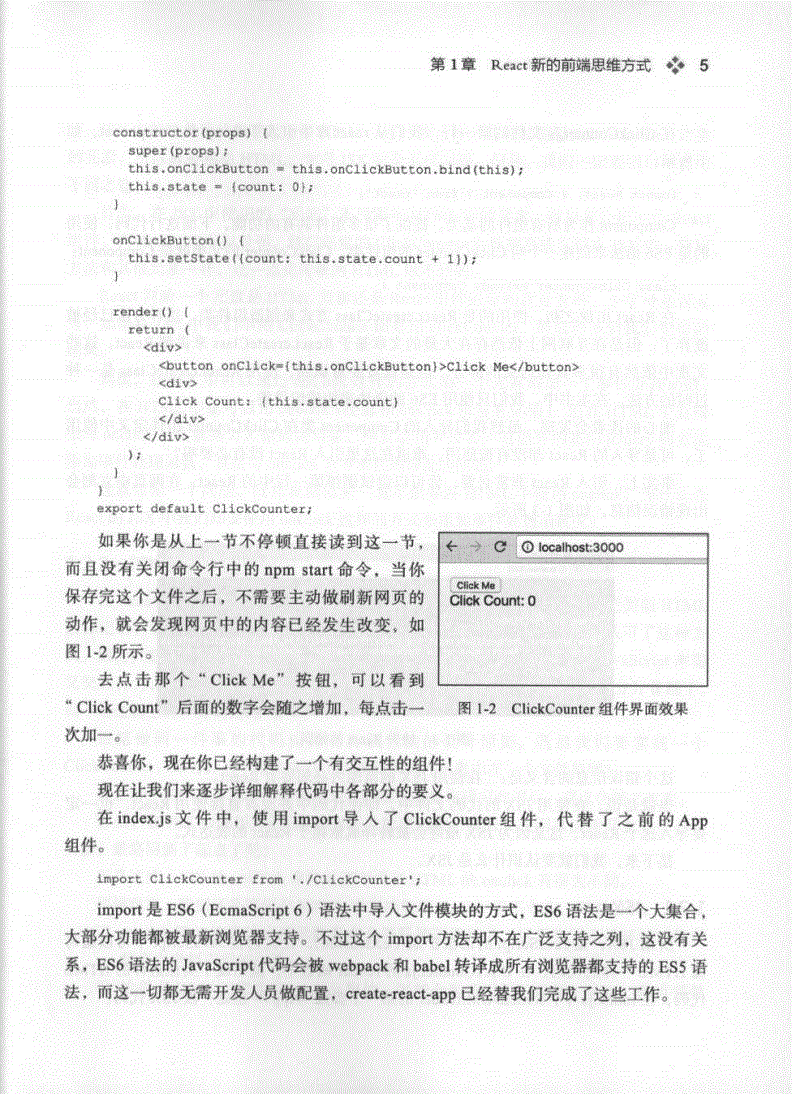 第1章 React 新的前端思维方式 5
constructor(props) {
super(props);
this.onClickButton = this.onClickButton.bind(this);
this.state = {count: 0};
}
onClickButton() {
this.setState({count: this.state.count + 1});
}
render() {
return (
<div>
<button onClick={this.onClickButton}>Click Me</button>
<div>
Click Count: {this.state.count}
</div>
</div>
);
}
}
export default ClickCounter;
如果你是从上一节不停顿直接读到这一节，
而且没有关闭命令行中的 npm start 命令，当你
保存完这个文件之后，不需要主动做刷新网页的
动作，就会发现网页中的内容已经发生改变，如
图 1-2 所示。
去点击那个“Click Me”按钮，可以看到
“Click Count”后面的数字会随之增加，每点击一
次加一。
localhost:3000
Click Me
Click Count: 0
图 1-2 ClickCounter 组件界面效果
恭喜你，现在你已经构建了一个有交互性的组件！
现在让我们来逐步详细解释代码中各部分的要义。
在 index.js 文件中，使用 import 导入了 ClickCounter 组件，代替了之前的 App
组件。
import ClickCounter from './ClickCounter';
import 是 ES6（EcmaScript 6）语法中导入文件模块的方式，ES6 语法是一个大集合，
大部分功能都被最新浏览器支持。不过这个 import 方法却不在广泛支持之列，这没有关
系，ES6 语法的 JavaScript 代码会被 webpack 和 babel 转译成所有浏览器都支持的 ES5 语
法，而这一切都无需开发人员做配置，create-react-app 已经替我们完成了这些工作。